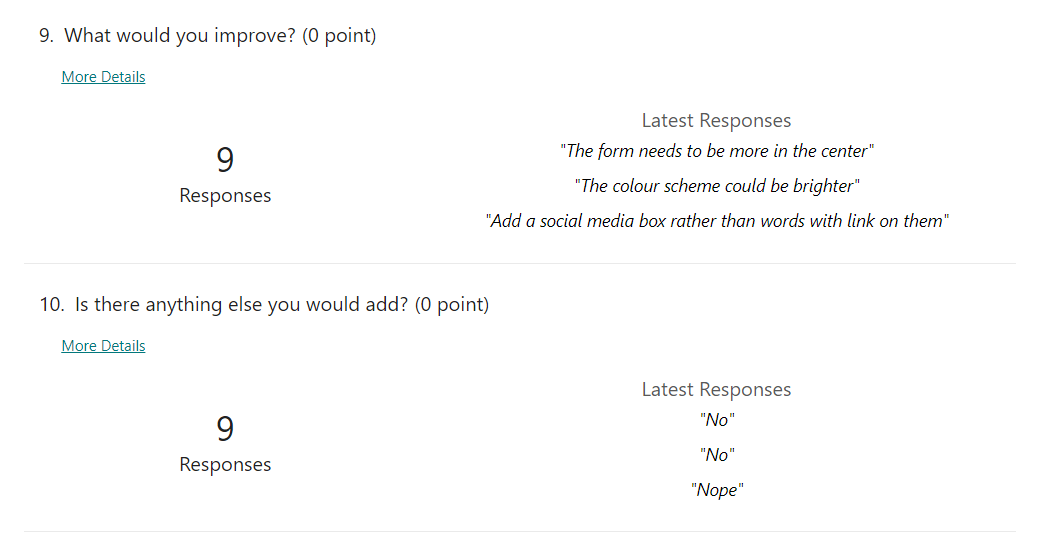 9. What would you improve? (0 point)
More Details
9
Responses
Latest Responses
"The form needs to be more in the center"
"The colour scheme could be brighter"
"Add a social media box rather than words with link on them"
10. Is there anything else you would add? (0 point)
More Details
9
Responses
Latest Responses
"No"
"No"
"Nope"